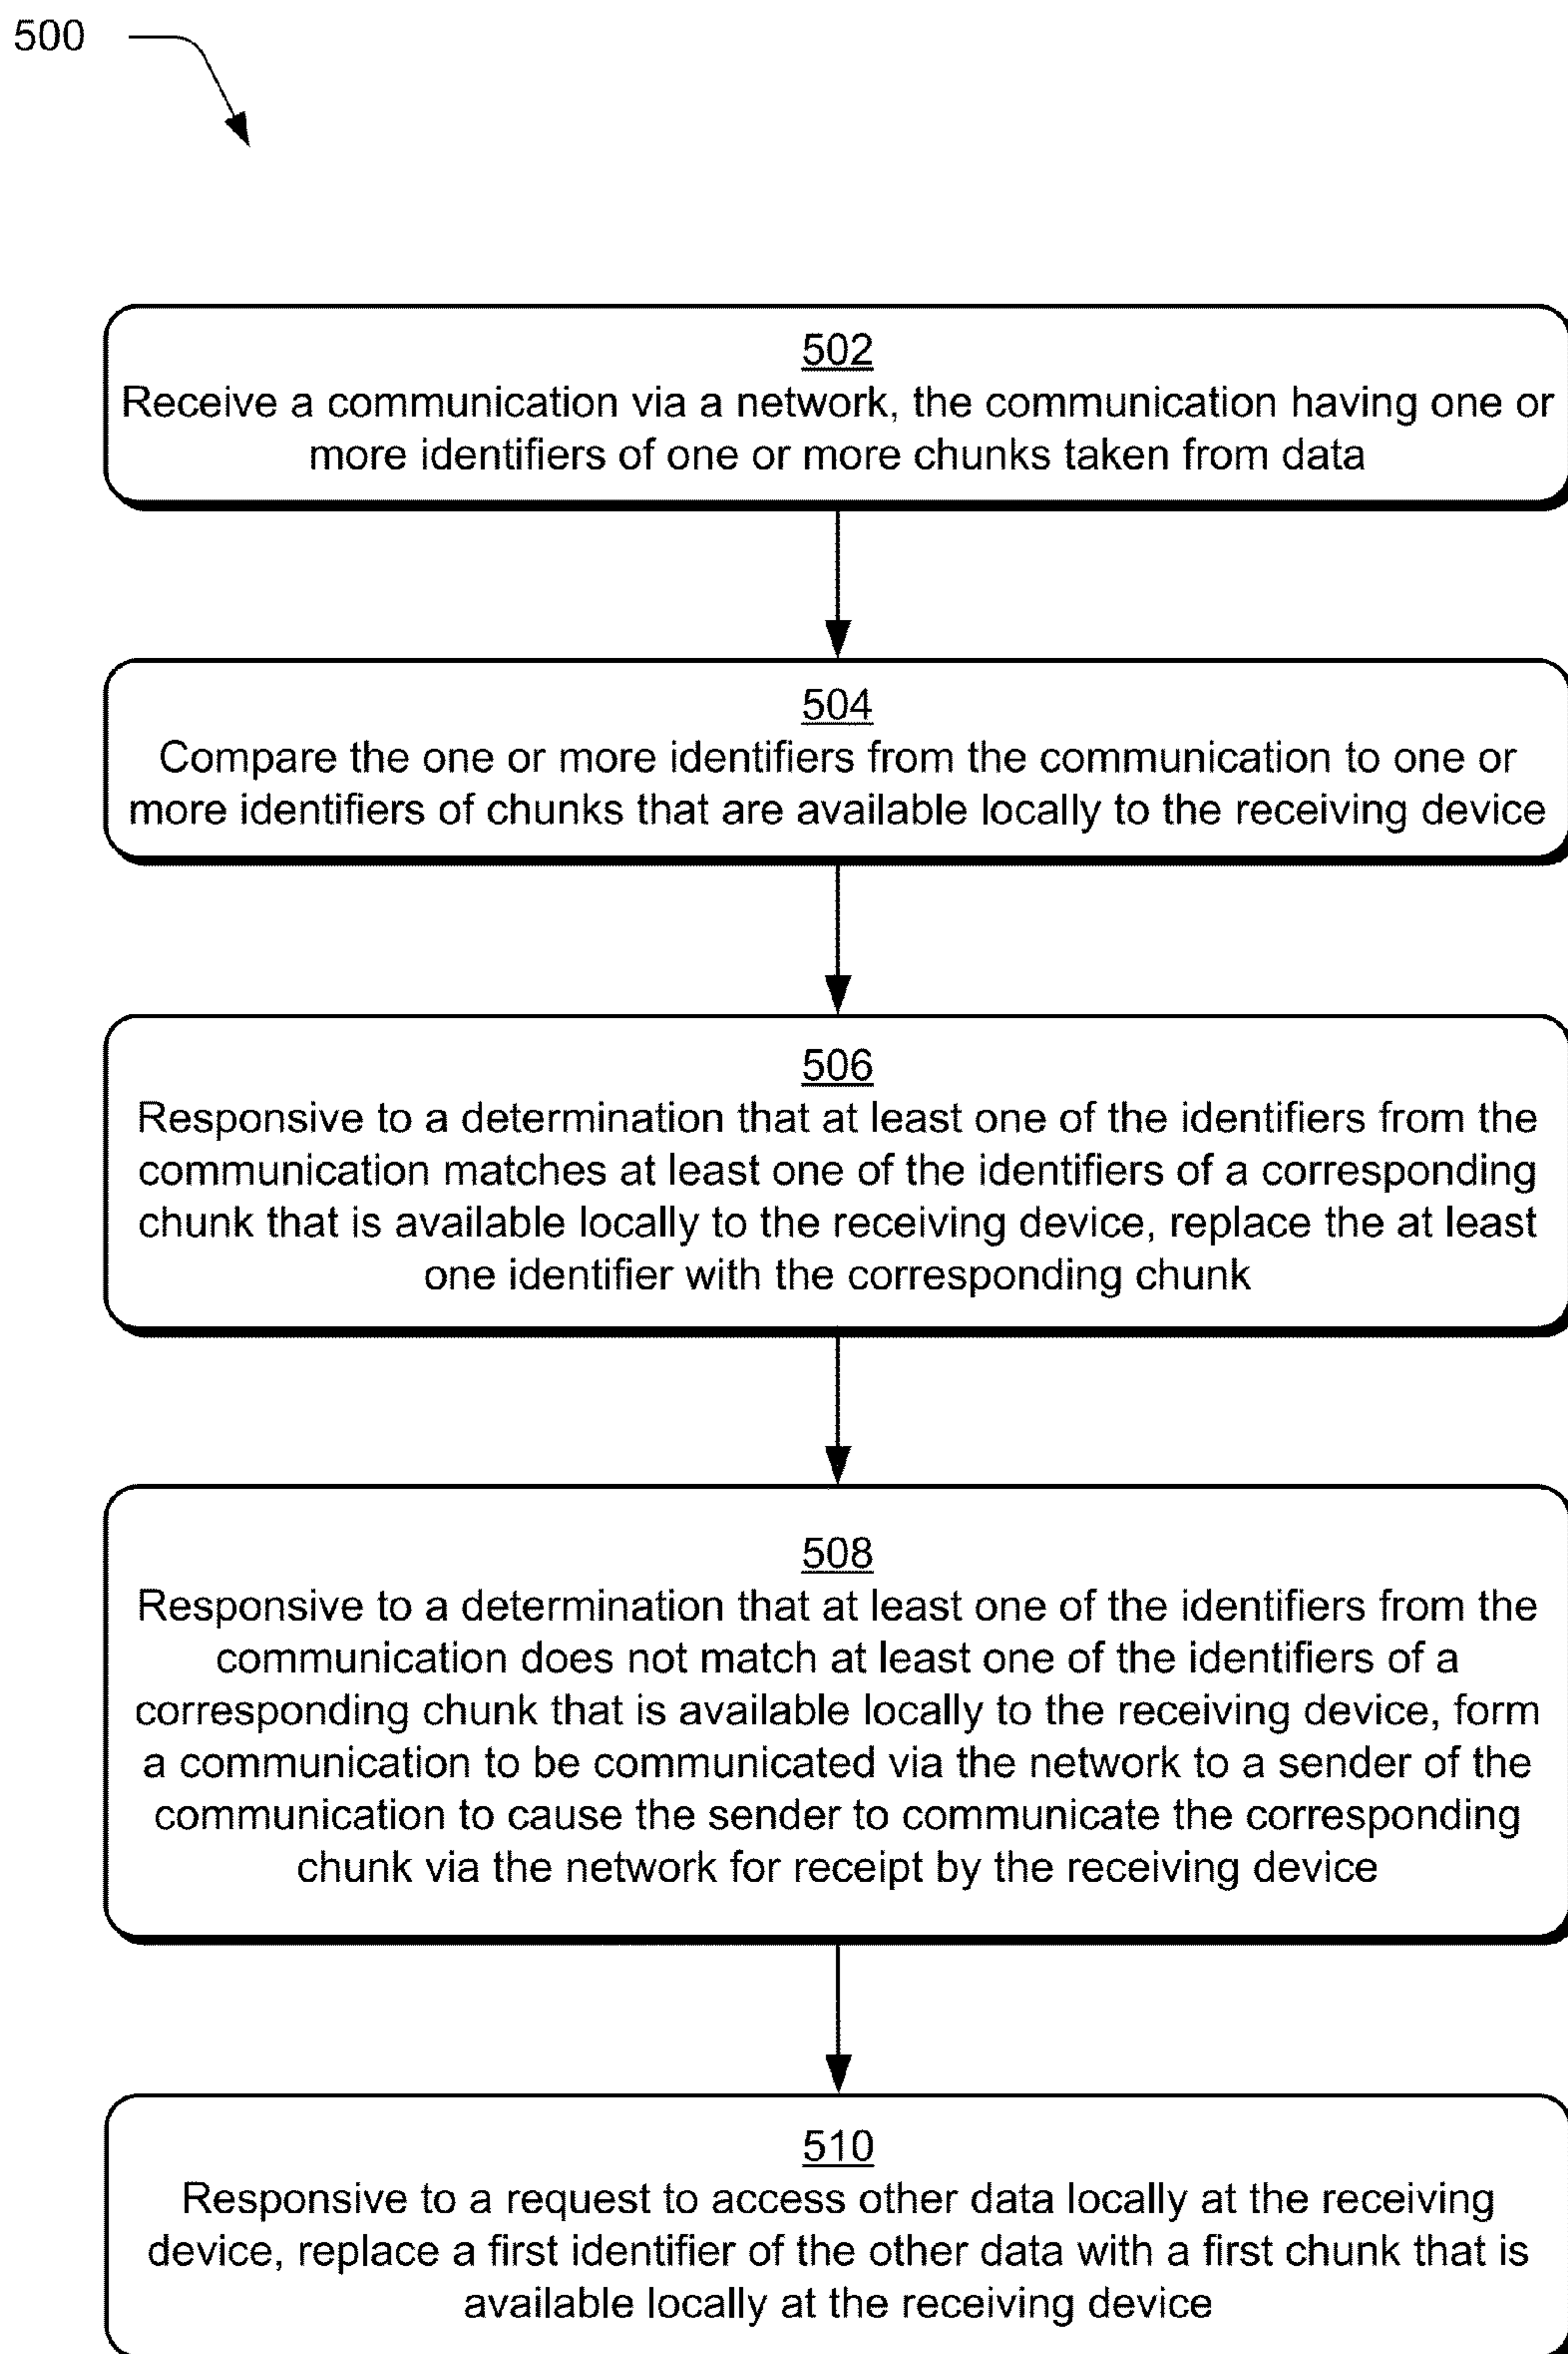 500
502
Receive a communication via a network, the communication having one or
more identifiers of one or more chunks taken from data
504
Compare the one or more identifiers from the communication to one or
more identifiers of chunks that are available locally to the receiving device
506
Responsive to a determination that at least one of the identifiers from the
communication matches at least one of the identifiers of a corresponding
chunk that is available locally to the receiving device, replace the at least
one identifier with the corresponding chunk
508
Responsive to a determination that at least one of the identifiers from the
communication does not match at least one of the identifiers of a
corresponding chunk that is available locally to the receiving device, form
a communication to be communicated via the network to a sender of the
communication to cause the sender to communicate the corresponding
chunk via the network for receipt by the receiving device
510
Responsive to a request to access other data locally at the receiving
device, replace a first identifier of the other data with a first chunk that is
available locally at the receiving device